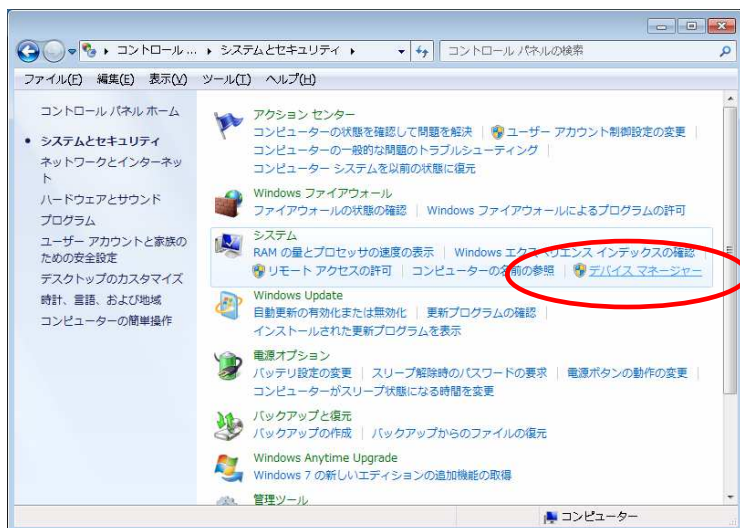 コントロール ... システムとセキュリティ コントロール パネルの検索
ファイル(F) 編集(E) 表示(V) ツール(T) ヘルプ(H)
コントロール パネル ホーム
システムとセキュリティ
ネットワークとインターネッ
ト
ハードウェアとサウンド
プログラム
ユーザー アカウントと家族の
ための安全設定
デスクトップのカスタマイズ
時計、言語、および地域
コンピューターの簡単操作
アクション センター
コンピューターの状態を確認して問題を解決 ユーザー アカウント制御設定の変更
コンピューターの一般的な問題のトラブルシューティング
コンピューター システムを以前の状態に復元
Windows ファイアウォール
ファイアウォールの状態の確認 Windows ファイアウォールによるプログラムの許可
システム
RAM の量とプロセッサの速度の表示 Windows エクスペリエンス インデックスの確認
リモート アクセスの許可 コンピューターの名前の参照 デバイス マネージャー
Windows Update
自動更新の有効化または無効化 更新プログラムの確認
インストールされた更新プログラムを表示
電源オプション
バッテリ設定の変更 スリープ解除時のパスワードの要求 電源ボタンの動作の変更
コンピューターがスリープ状態になる時間を変更
バックアップと復元
バックアップの作成 バックアップからのファイルの復元
Windows Anytime Upgrade
Windows 7 の新しいエディションの追加機能の取得
管理ツール
コンピューター